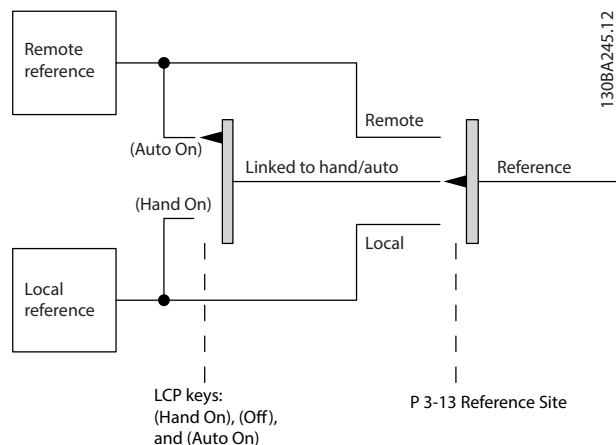 Remote
reference
130BA245.12
Remote
(Auto On)
Linked to hand/auto
Reference
(Hand On)
Local
Local
reference
LCP keys:
(Hand On), (Off),
and (Auto On)
P 3-13 Reference Site